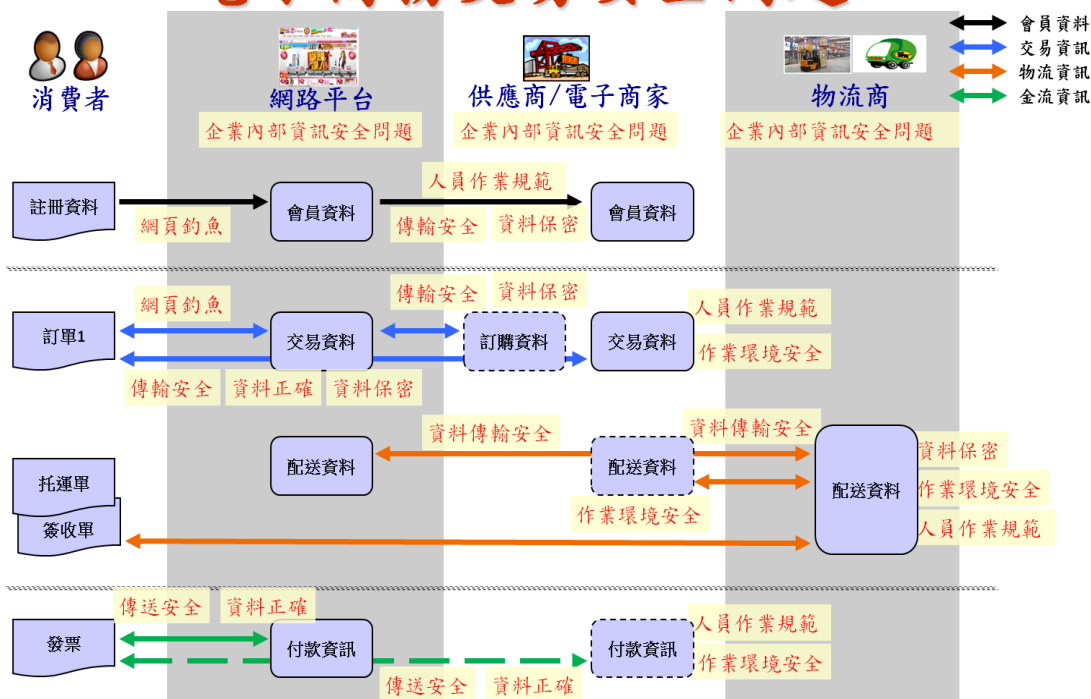 會員資料
交易資訊
物流資訊
金流資訊
消費者
網路平台
供應商/電子商家
物流商
企業內部資訊安全問題
企業內部資訊安全問題
企業內部資訊安全問題
註冊資料
網頁釣魚
會員資料
人員作業規範
傳輸安全
資料保密
會員資料
訂單1
網頁釣魚
交易資料
傳輸安全
資料保密
訂購資料
交易資料
人員作業規範
作業環境安全
傳輸安全
資料正確
資料保密
托運單
簽收單
配送資料
資料傳輸安全
配送資料
作業環境安全
資料傳輸安全
配送資料
資料保密
作業環境安全
人員作業規範
發票
傳送安全
資料正確
付款資訊
傳送安全
資料正確
付款資訊
人員作業規範
作業環境安全